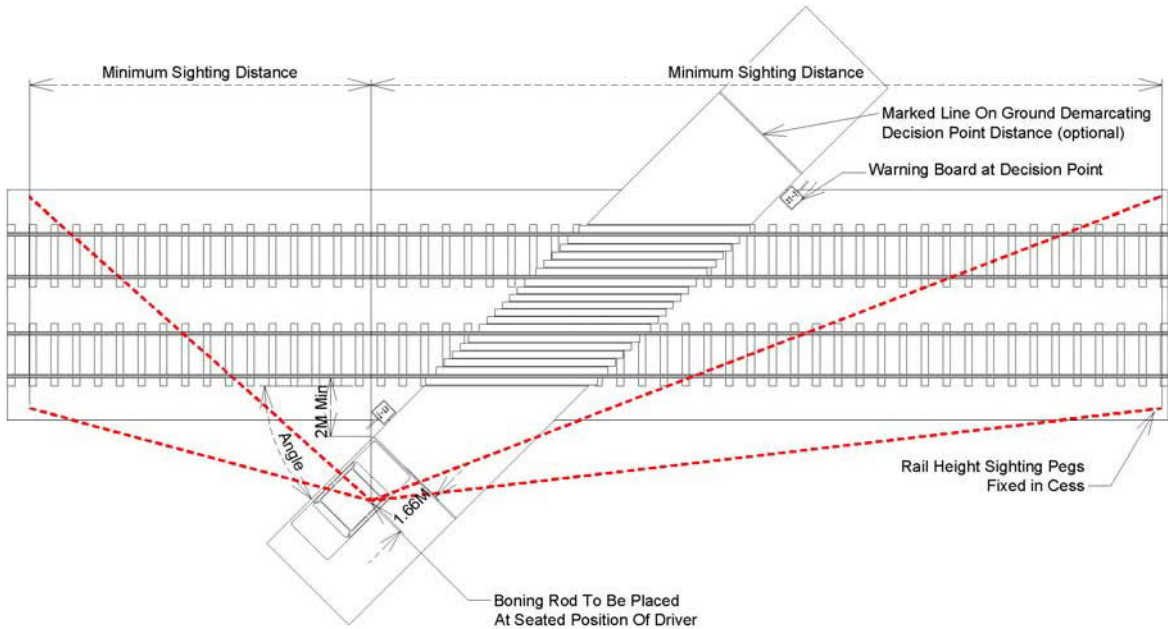 Minimum Sighting Distance
Minimum Sighting Distance
Marked Line On Ground Demarcating
Decision Point Distance (optional)
Warning Board at Decision Point
2M Min
Angle
1.66M
Rail Height Sighting Pegs
Fixed in Cess
Boning Rod To Be Placed
At Seated Position Of Driver